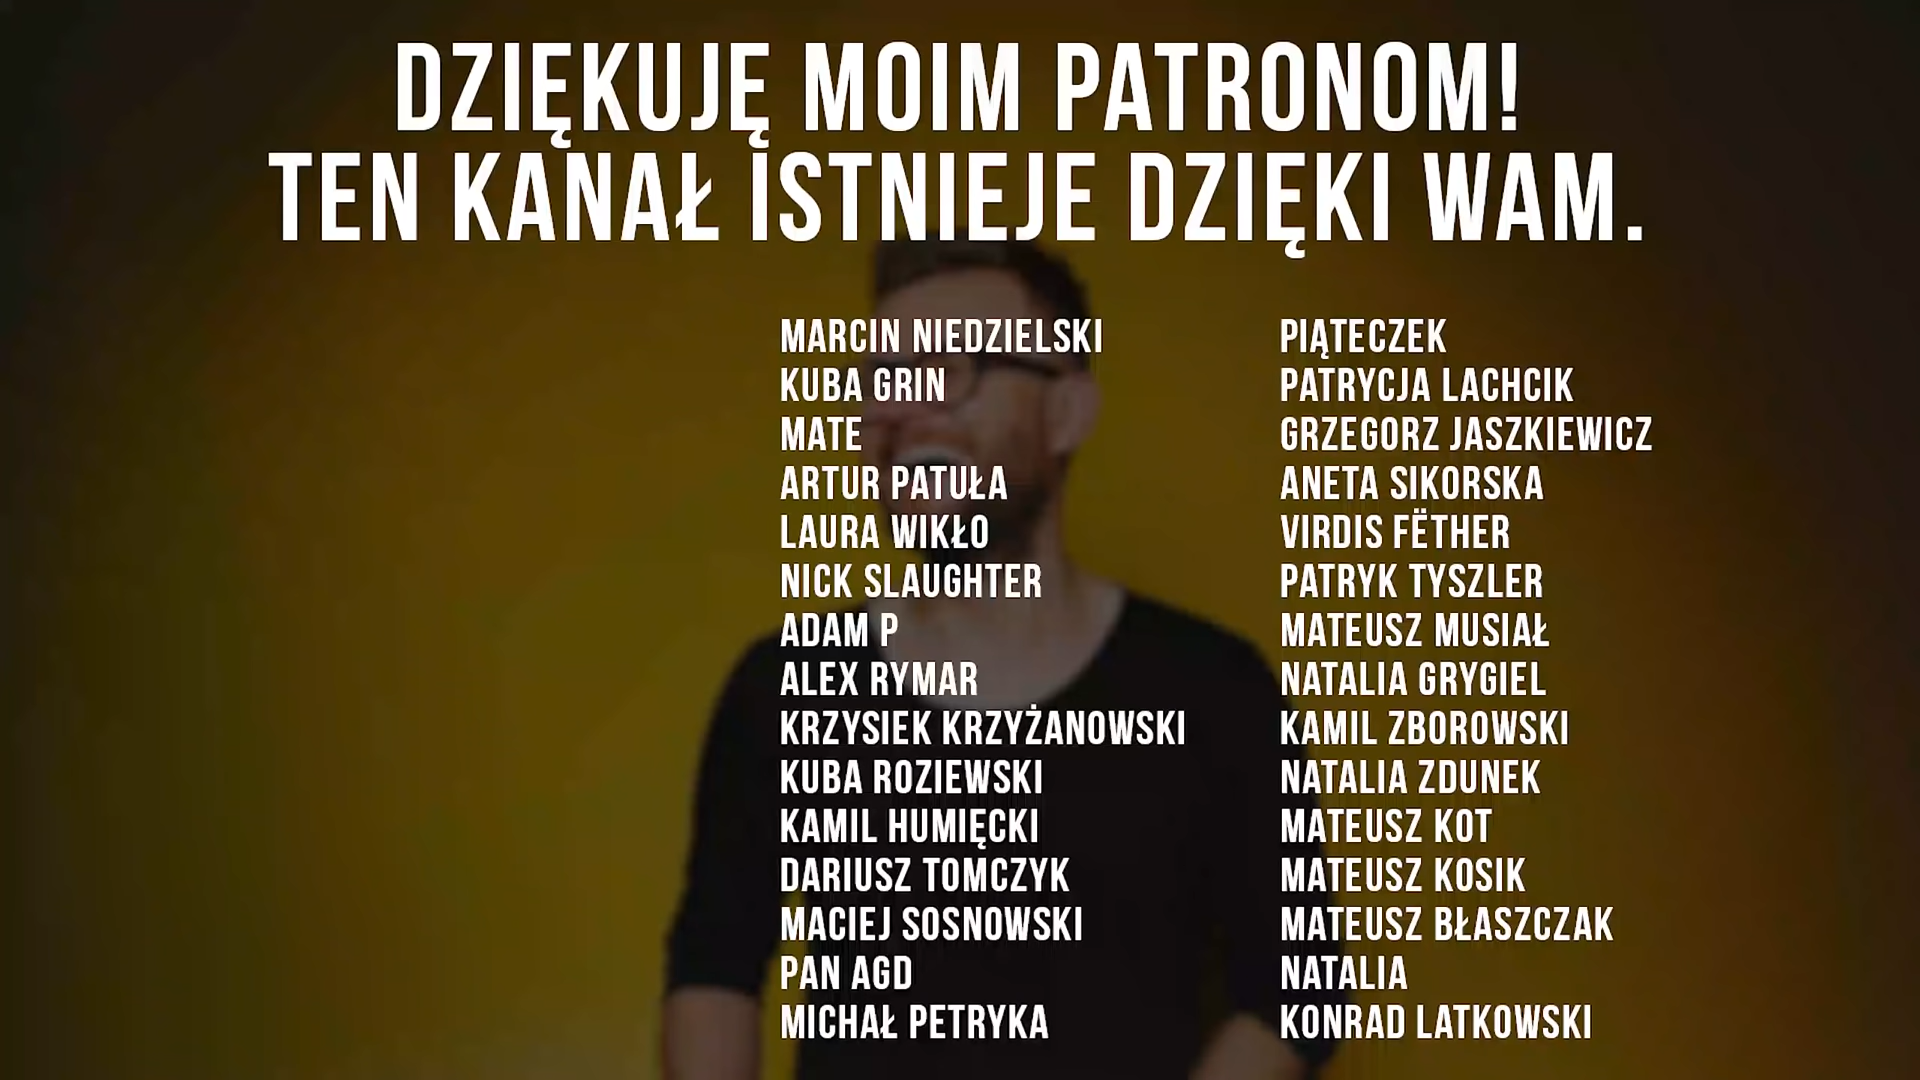 DZIĘKUJĘ MOIM PATRONOM!
TEN KANAŁ ISTNIEJE DZIĘKI WAM.
MARCIN NIEDZIELSKI
KUBA GRIN
MATE
ARTUR PATUŁA
LAURA WIKŁO
NICK SLAUGHTER
ADAM P
ALEX RYMAR
KRZYSIEK KRZYŻANOWSKI
KUBA ROZIEWSKI
KAMIL HUMIĘCKI
DARIUSZ TOMCZYK
MACIEJ SOSNOWSKI
PAN AGD
MICHAŁ PETRYKA
PIĄTECZEK
PATRYCJA LACHCIK
GRZEGORZ JASZKIEWICZ
ANETA SIKORSKA
VIRDIS FËTHER
PATRYK TYSZLER
MATEUSZ MUSIAŁ
NATALIA GRYGIEL
KAMIL ZBOROWSKI
NATALIA ZDUNEK
MATEUSZ KOT
MATEUSZ KOSIK
MATEUSZ BŁASZCZAK
NATALIA
KONRAD LATKOWSKI